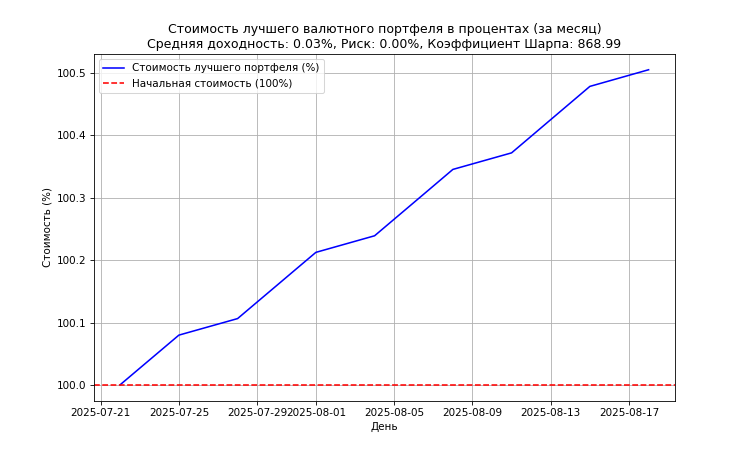 Стоимость лучшего валютного портфеля в процентах (за месяц)
Средняя доходность: 0.03%, Риск: 0.00%, Коэффициент Шарпа: 868.99
Стоимость лучшего портфеля (%)
Начальная стоимость (100%)
Стоимость (%)
100.5
100.4
100.3
100.2
100.1
100.0
2025-07-21 2025-07-25 2025-07-29 2025-08-01 2025-08-05 2025-08-09 2025-08-13 2025-08-17
День